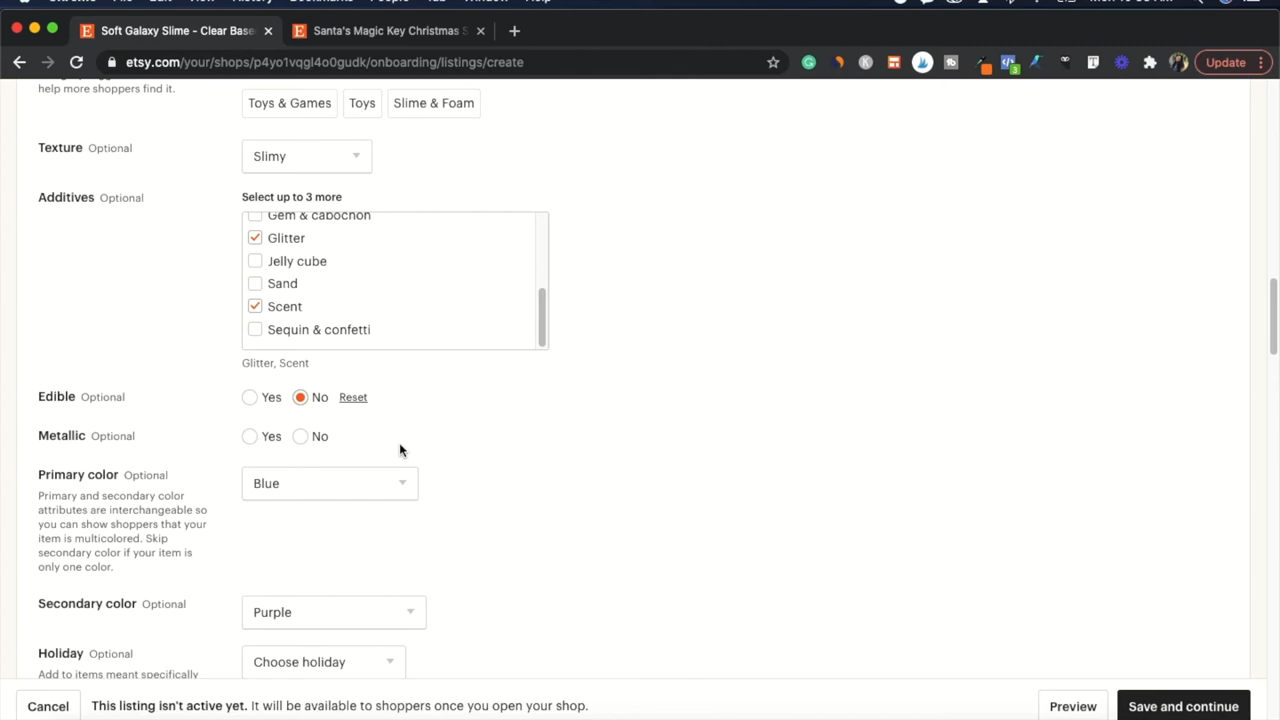 Soft Galaxy Slime - Clear Base
Santa's Magic Key Christmas S
etsy.com/your/shops/p4yo1vqgl4o0gudk/onboarding/listings/create
Update
help more shoppers find it.
Toys & Games
Toys
Slime & Foam
Texture Optional
Slimy
Additives Optional
Select up to 3 more
Gem & cabochon
Glitter
Jelly cube
Sand
Scent
Sequin & confetti
Glitter, Scent
Edible Optional
Yes
No
Reset
Metallic Optional
Yes
No
Primary color Optional
Blue
Primary and secondary color
attributes are interchangeable so
you can show shoppers that your
item is multicolored. Skip
secondary color if your item is
only one color.
Secondary color Optional
Purple
Holiday Optional
Choose holiday
Add to items meant specifically
Cancel
This listing isn't active yet. It will be available to shoppers once you open your shop.
Preview
Save and continue